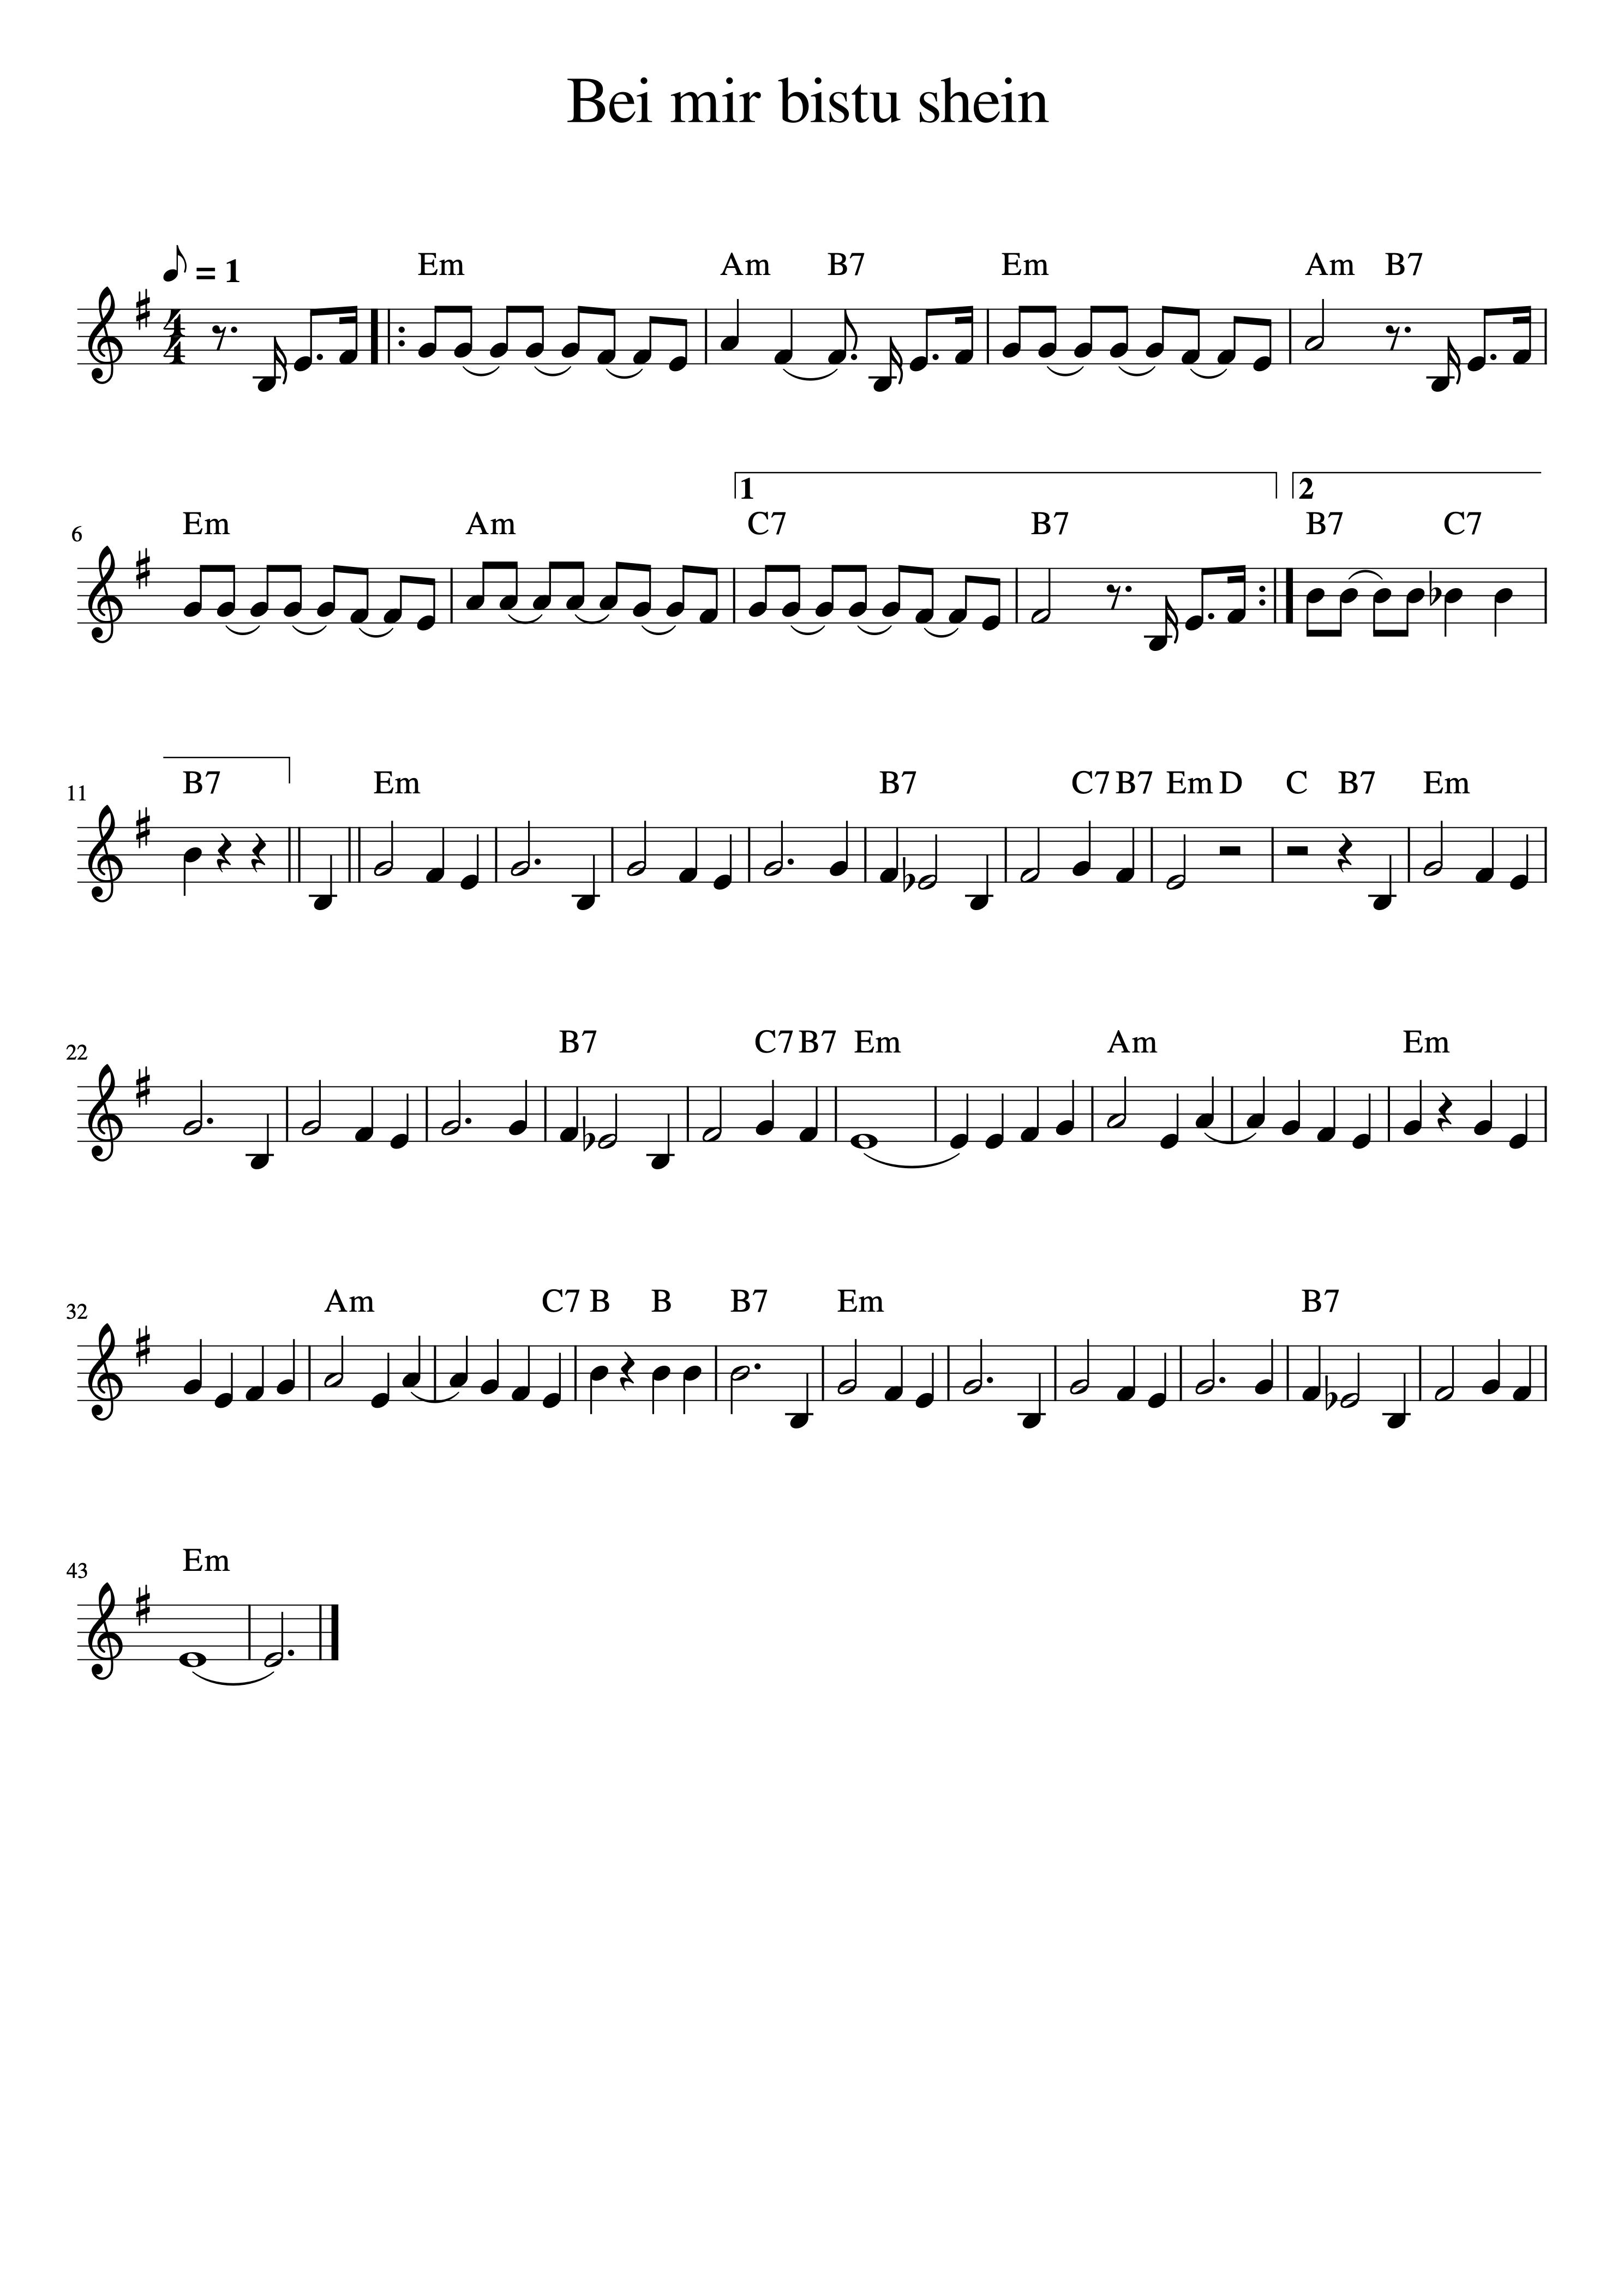 Bei mir bistu shein
♪ = 1
Em Am B7 Em Am B7
4
4
1 2
6 Em Am C7 B7 B7 C7
11 B7 Em B7 C7 B7 Em D C B7 Em
22 B7 C7 B7 Em Am Em
32 Am C7 B B B7 Em B7
43 Em